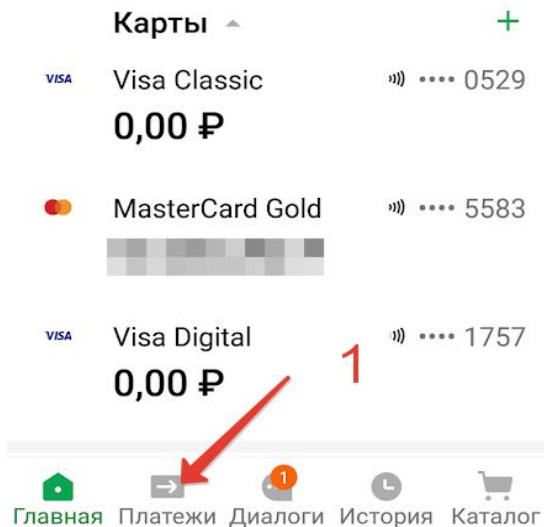 Карты
VISA Visa Classic •••• 0529
0,00 ₽
MasterCard Gold •••• 5583
VISA Visa Digital •••• 1757
0,00 ₽
1
1
Главная Платежи Диалоги История Каталог